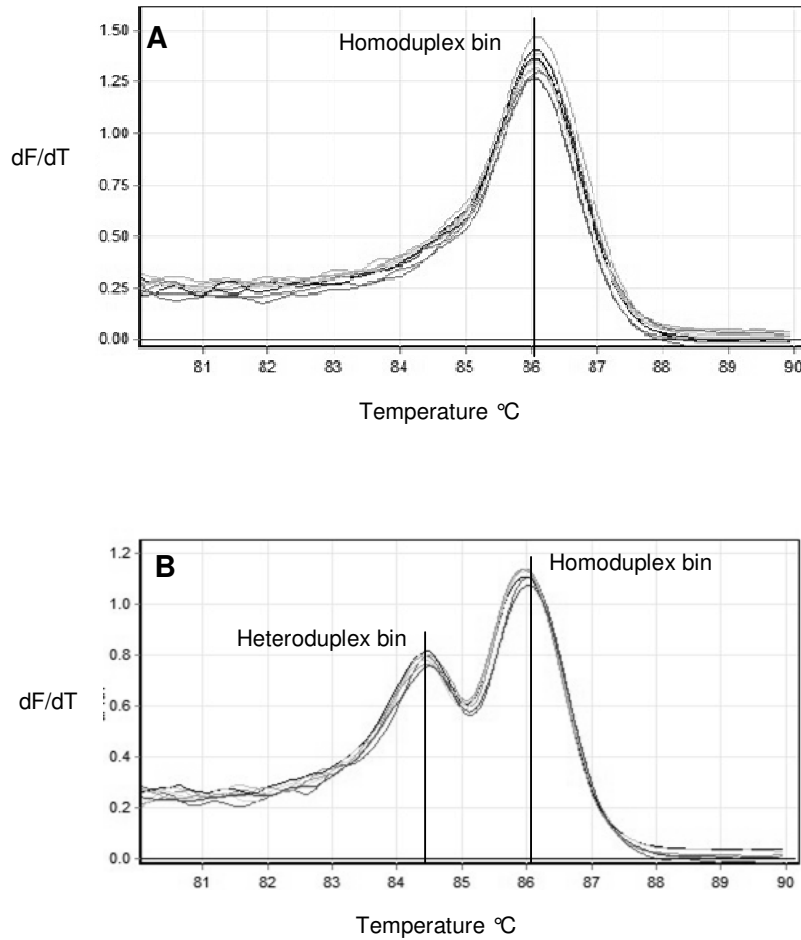 A
Homoduplex bin
1.50
1.25
1.00
0.75
0.50
0.25
0.00
dF/dT
81 82 83 84 85 86 87 88 89 90
Temperature °C
B
Homoduplex bin
Heteroduplex bin
1.2
1.0
0.8
0.6
0.4
0.2
0.0
dF/dT
81 82 83 84 85 86 87 88 89 90
Temperature °C